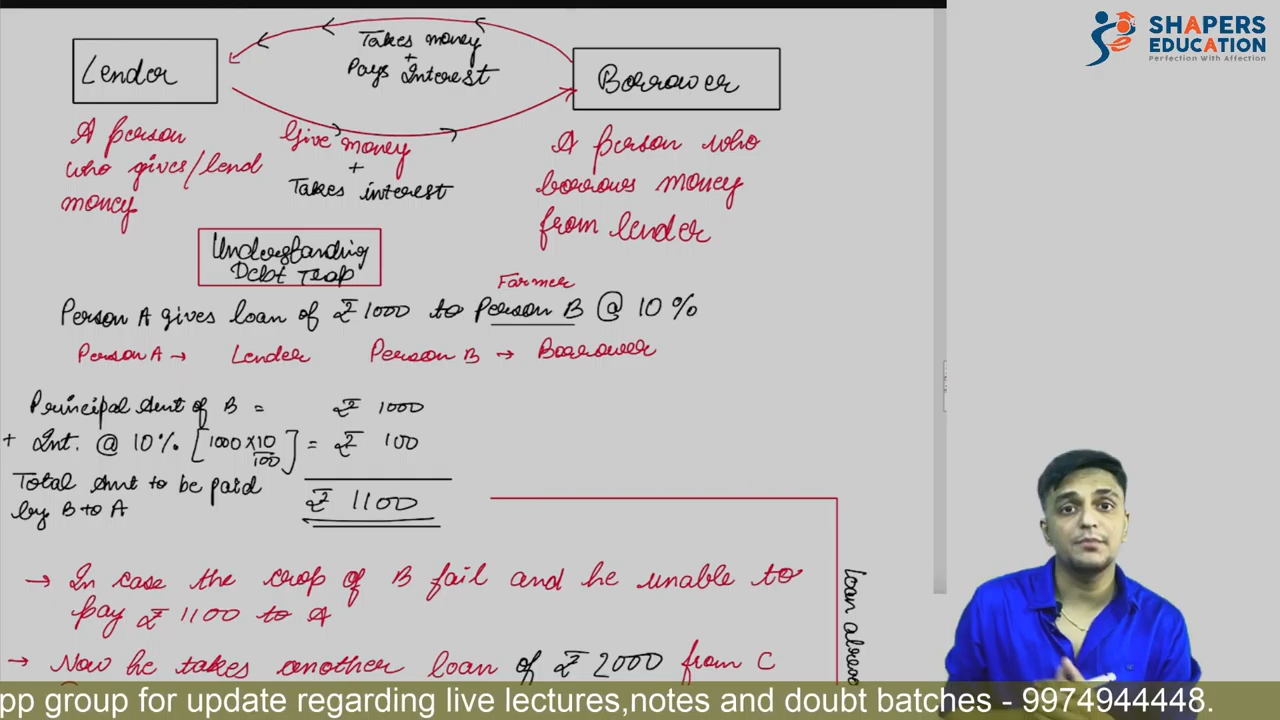 SHAPERS
EDUCATION
Perfection With Affection
Takes money
+
Pays Interest
Lender
Borrower
A person
who gives/lend
money
Give money
+
Takes interest
A person who
borrows money
from lender
Understanding
Debt Trap
Farmer
Person A gives loan of ₹ 1000 to Person B @ 10%
Person A → Lender Person B → Borrower
Principal Amt of B = ₹ 1000
+ Int. @ 10% [1000 × 10/100] = ₹ 100
Total Amt to be paid
by B to A
₹ 1100
→ In case the crop of B fail and he unable to
pay ₹ 1100 to A
→ Now he takes another loan of ₹ 2000 from C
Loan
pp group for update regarding live lectures,notes and doubt batches - 9974944448.